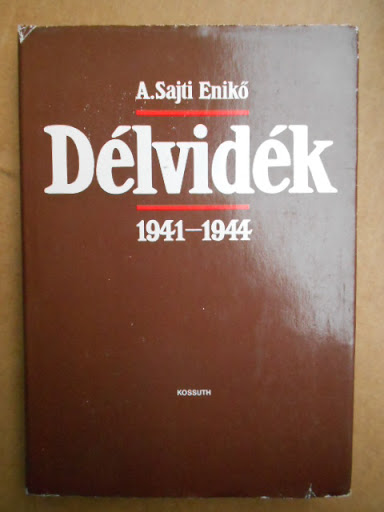 A. Sajti Enikő
Délvidék
1941–1944
KOSSUTH